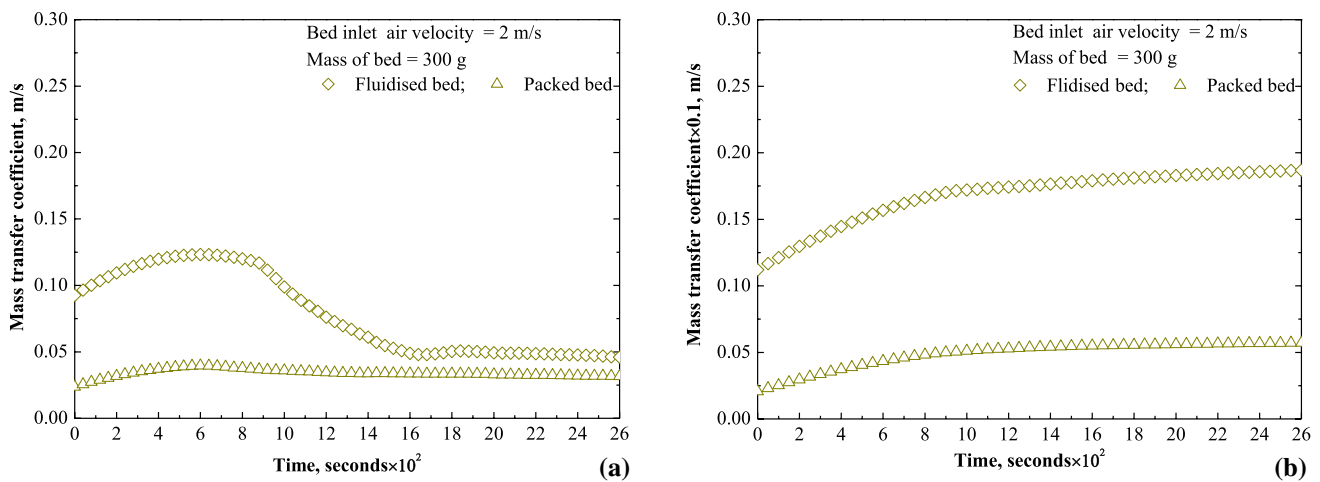 0.30
0.25
0.20
0.15
0.10
0.05
0.00
Mass transfer coefficient, m/s
Bed inlet air velocity = 2 m/s
Mass of bed = 300 g
Fluidised bed; Packed bed
0 2 4 6 8 10 12 14 16 18 20 22 24 26
Time, seconds×10²
(a)
0.30
0.25
0.20
0.15
0.10
0.05
0.00
Mass transfer coefficient×0.1, m/s
Bed inlet air velocity = 2 m/s
Mass of bed = 300 g
Flidised bed; Packed bed
0 2 4 6 8 10 12 14 16 18 20 22 24 26
Time, seconds×10²
(b)